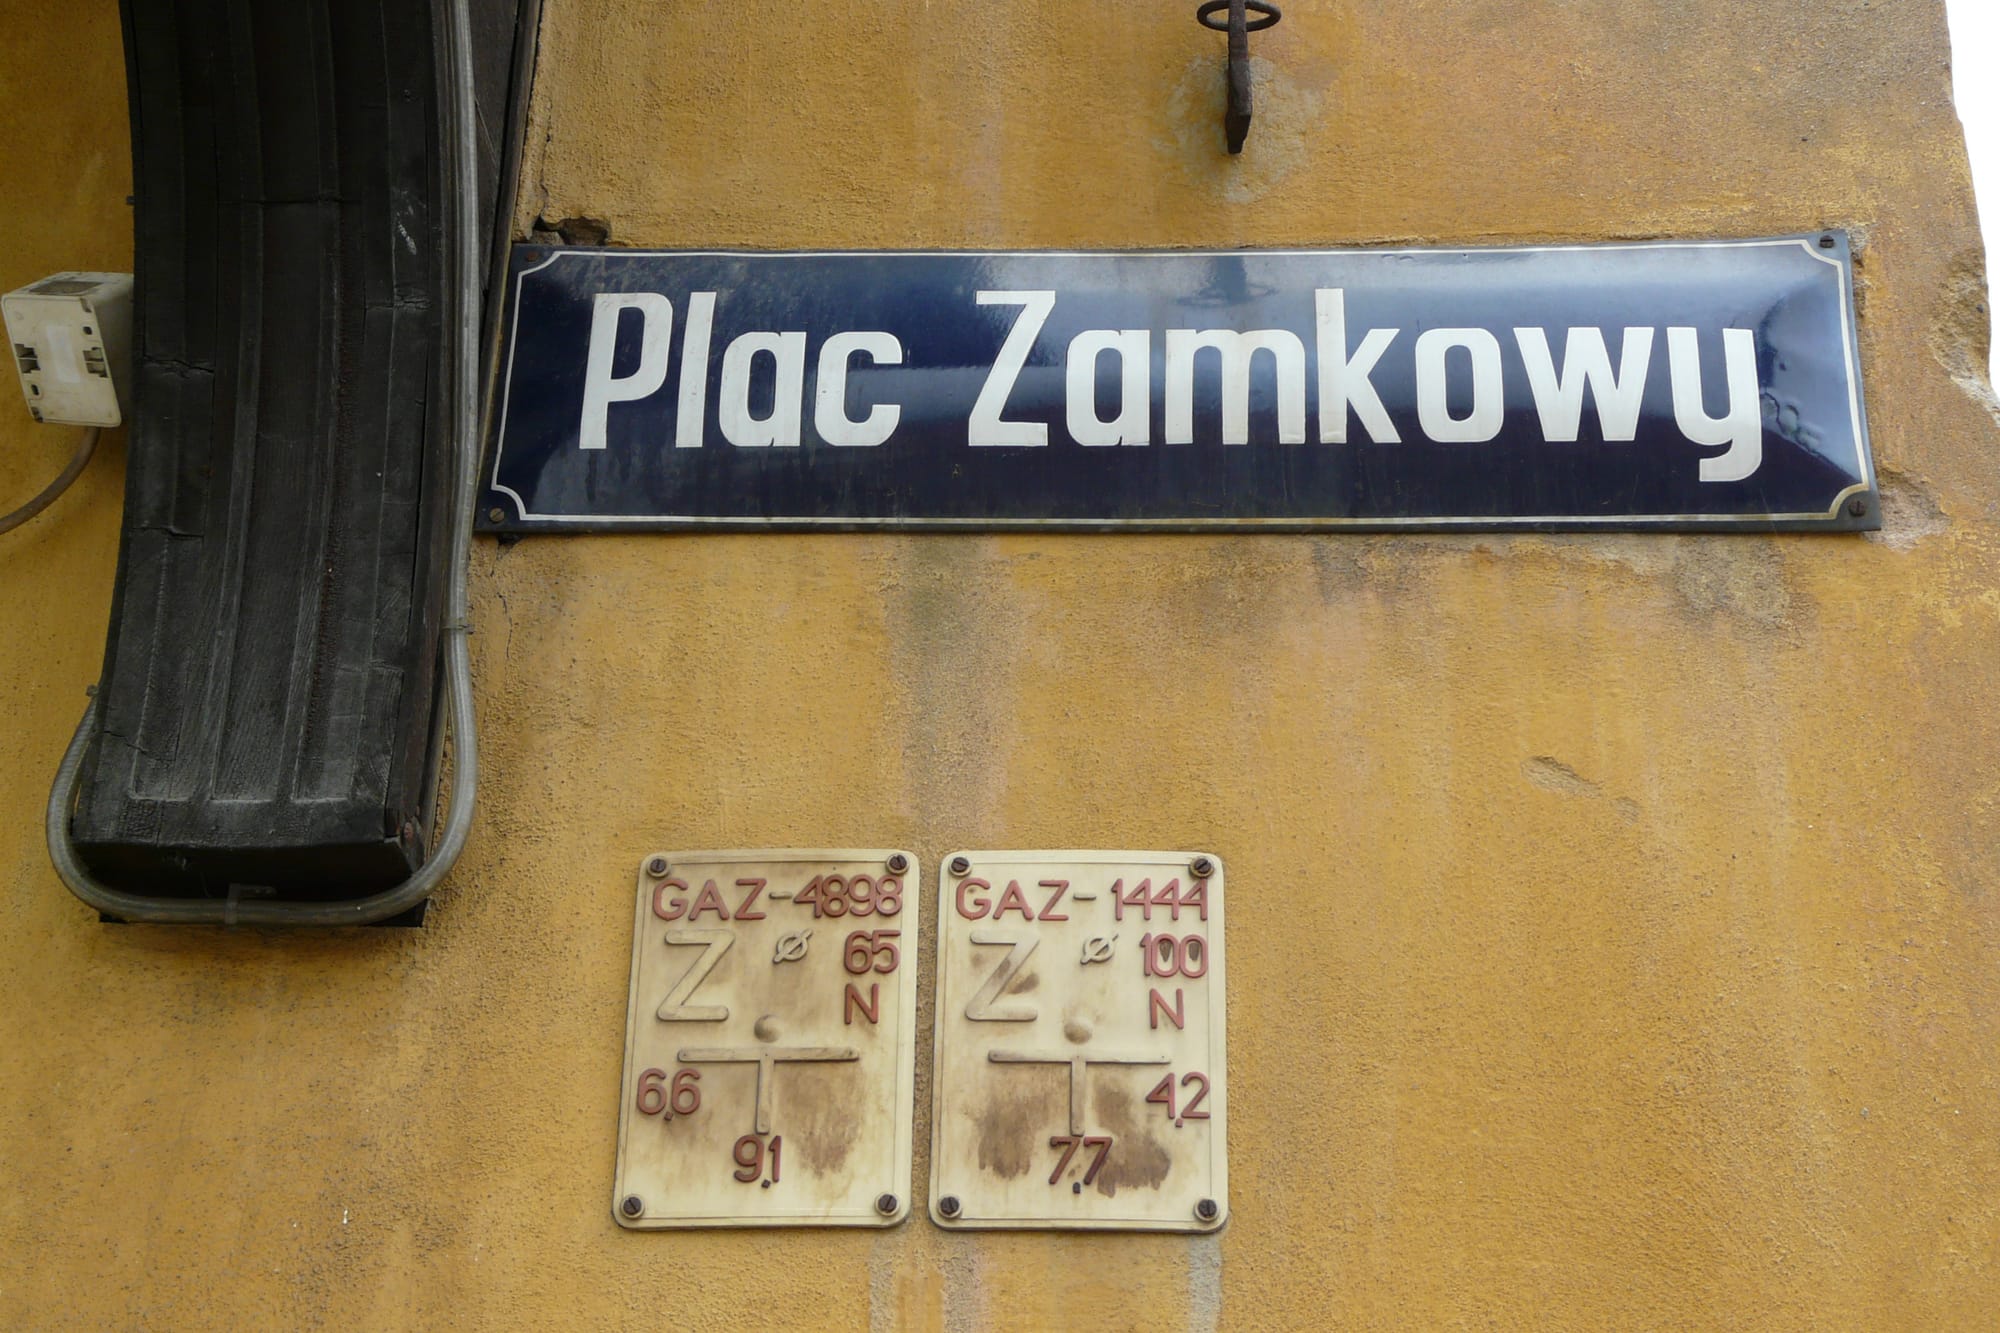 Plac Zamkowy
GAZ-4898
Z ⌀ 65
N
6,6
9,1
GAZ-1444
Z ⌀ 100
N
4,2
7,7